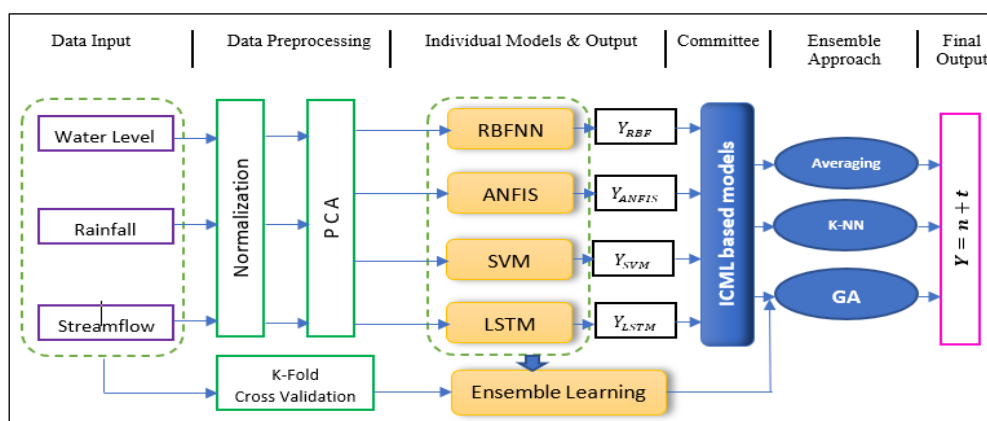 Data Input
Data Preprocessing
Individual Models & Output
Committee
Ensemble
Approach
Final
Output
Water Level
Rainfall
Streamflow
Normalization
PCA
RBFNN
ANFIS
SVM
LSTM
Y_RBF
Y_ANFIS
Y_SVM
Y_LSTM
ICML based models
Averaging
K-NN
GA
Y = n + t
K-Fold
Cross Validation
Ensemble Learning